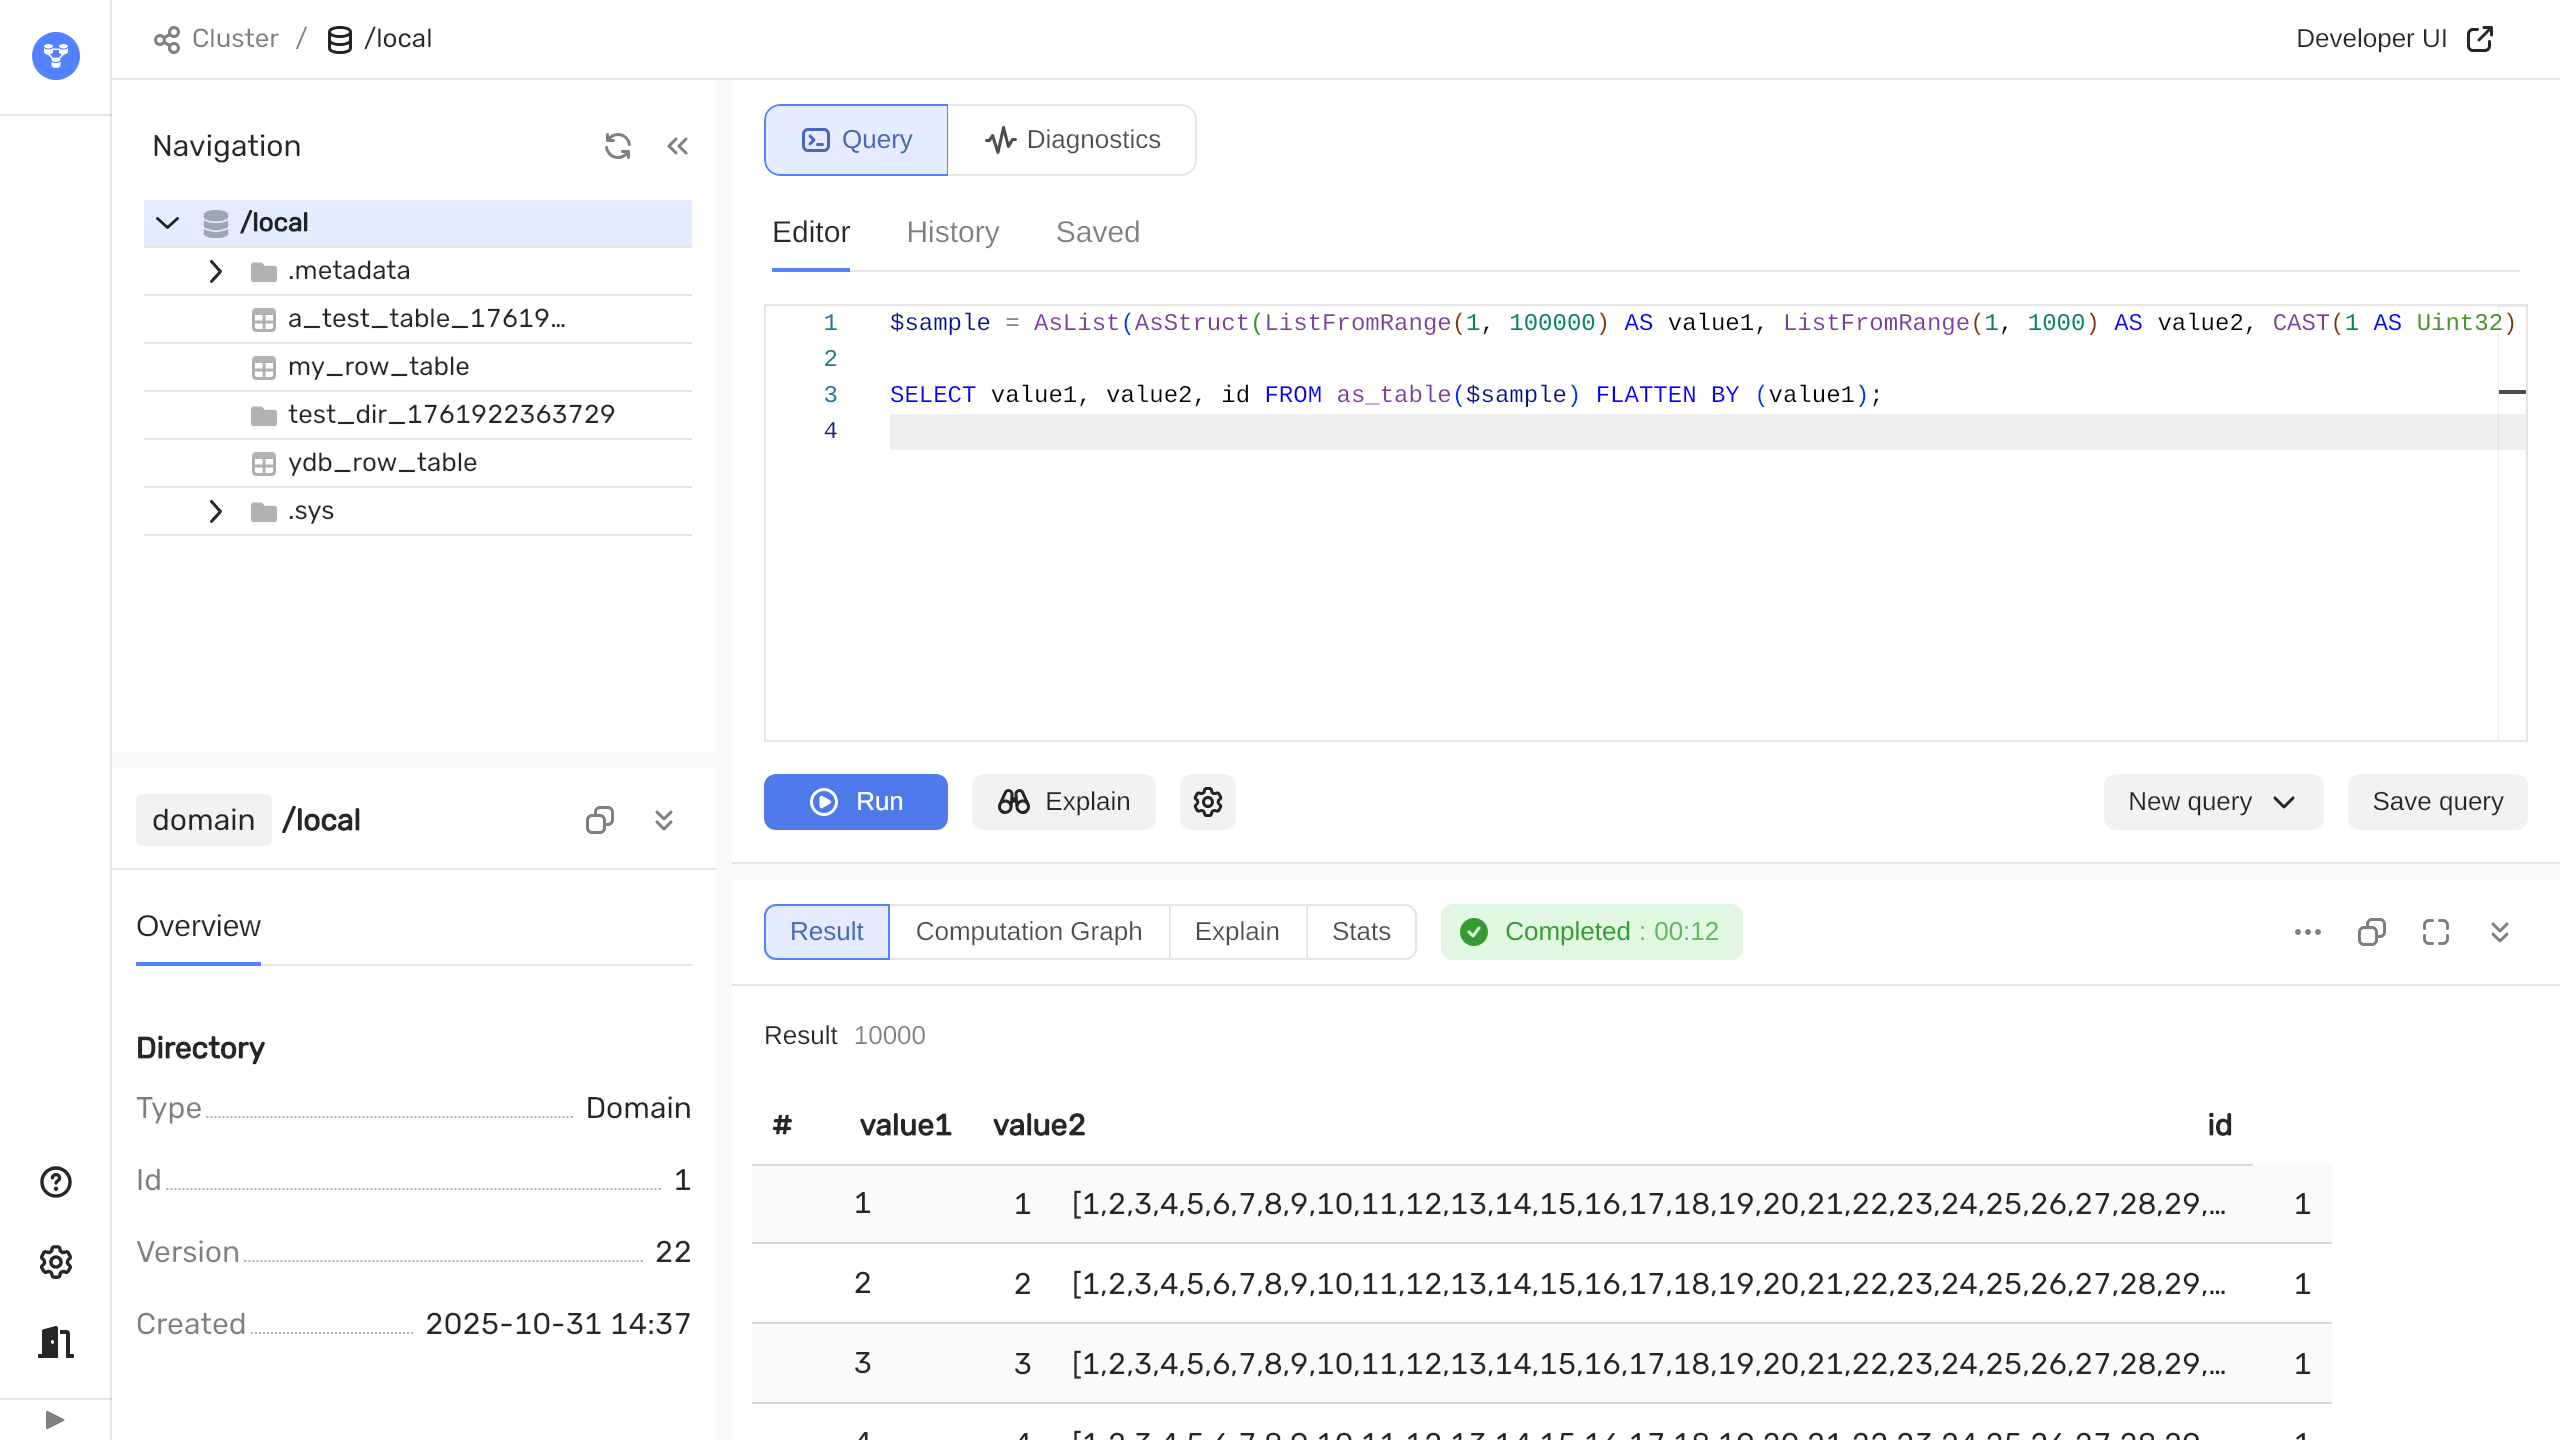 Cluster / /local
Developer UI
Navigation
/local
.metadata
a_test_table_17619…
my_row_table
test_dir_1761922363729
ydb_row_table
.sys
domain /local
Overview
Directory
Type Domain
Id 1
Version 22
Created 2025-10-31 14:37
Query Diagnostics
Editor History Saved
1 $sample = AsList(AsStruct(ListFromRange(1, 100000) AS value1, ListFromRange(1, 1000) AS value2, CAST(1 AS Uint32)
2
3 SELECT value1, value2, id FROM as_table($sample) FLATTEN BY (value1);
4
Run Explain New query Save query
Result Computation Graph Explain Stats Completed : 00:12
Result 10000
# value1 value2 id
1 1 [1,2,3,4,5,6,7,8,9,10,11,12,13,14,15,16,17,18,19,20,21,22,23,24,25,26,27,28,29,… 1
2 2 [1,2,3,4,5,6,7,8,9,10,11,12,13,14,15,16,17,18,19,20,21,22,23,24,25,26,27,28,29,… 1
3 3 [1,2,3,4,5,6,7,8,9,10,11,12,13,14,15,16,17,18,19,20,21,22,23,24,25,26,27,28,29,… 1